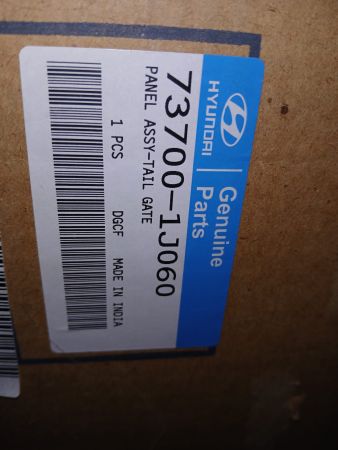 HYUNDAI
Genuine
Parts
73700-1J060
PANEL ASSY-TAIL GATE
1 PCS DGCF MADE IN INDIA